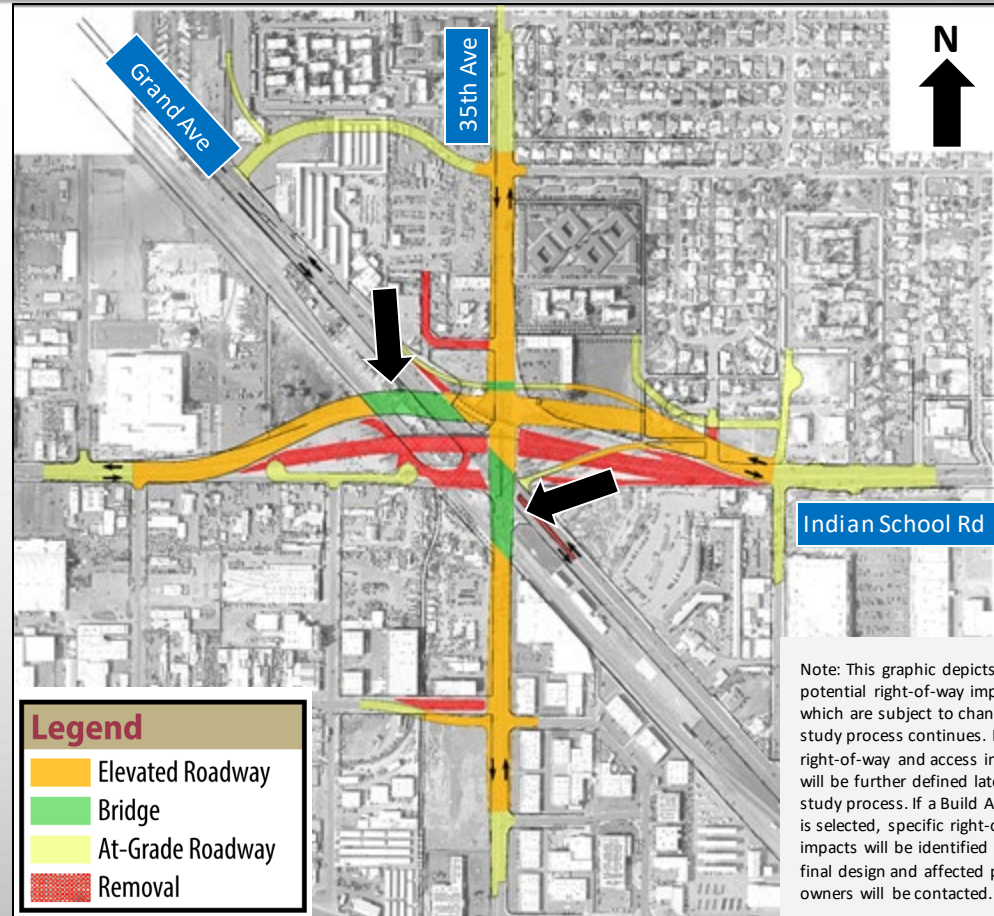 N
35th Ave
Grand Ave
Indian School Rd
Note: This graphic depicts
potential right-of-way imp
which are subject to chan
study process continues.
right-of-way and access in
will be further defined late
study process. If a Build A
is selected, specific right-o
impacts will be identified
final design and affected p
owners will be contacted.
Legend
Elevated Roadway
Bridge
At-Grade Roadway
Removal